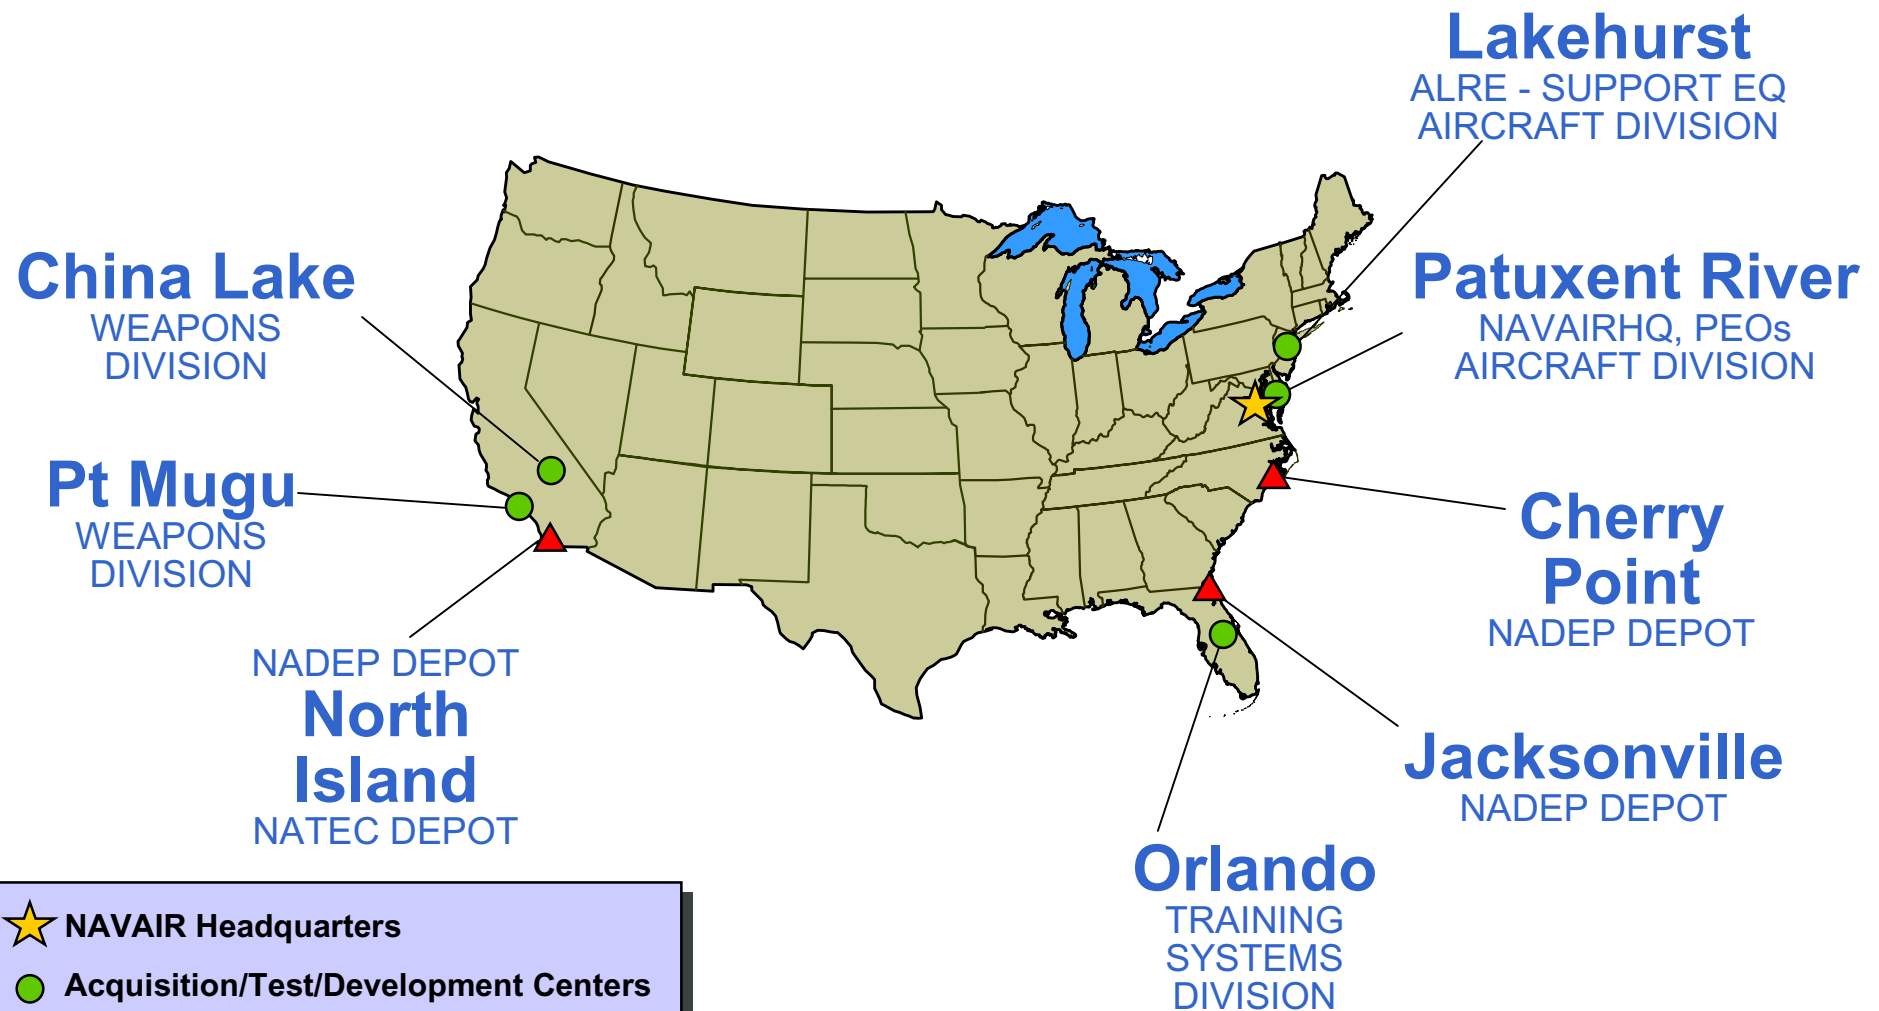 Lakehurst
ALRE - SUPPORT EQ
AIRCRAFT DIVISION
China Lake
WEAPONS
DIVISION
Patuxent River
NAVAIRHQ, PEOs
AIRCRAFT DIVISION
Pt Mugu
WEAPONS
DIVISION
Cherry
Point
NADEP DEPOT
NADEP DEPOT
North
Island
NATEC DEPOT
Jacksonville
NADEP DEPOT
Orlando
TRAINING
SYSTEMS
DIVISION
NAVAIR Headquarters
Acquisition/Test/Development Centers